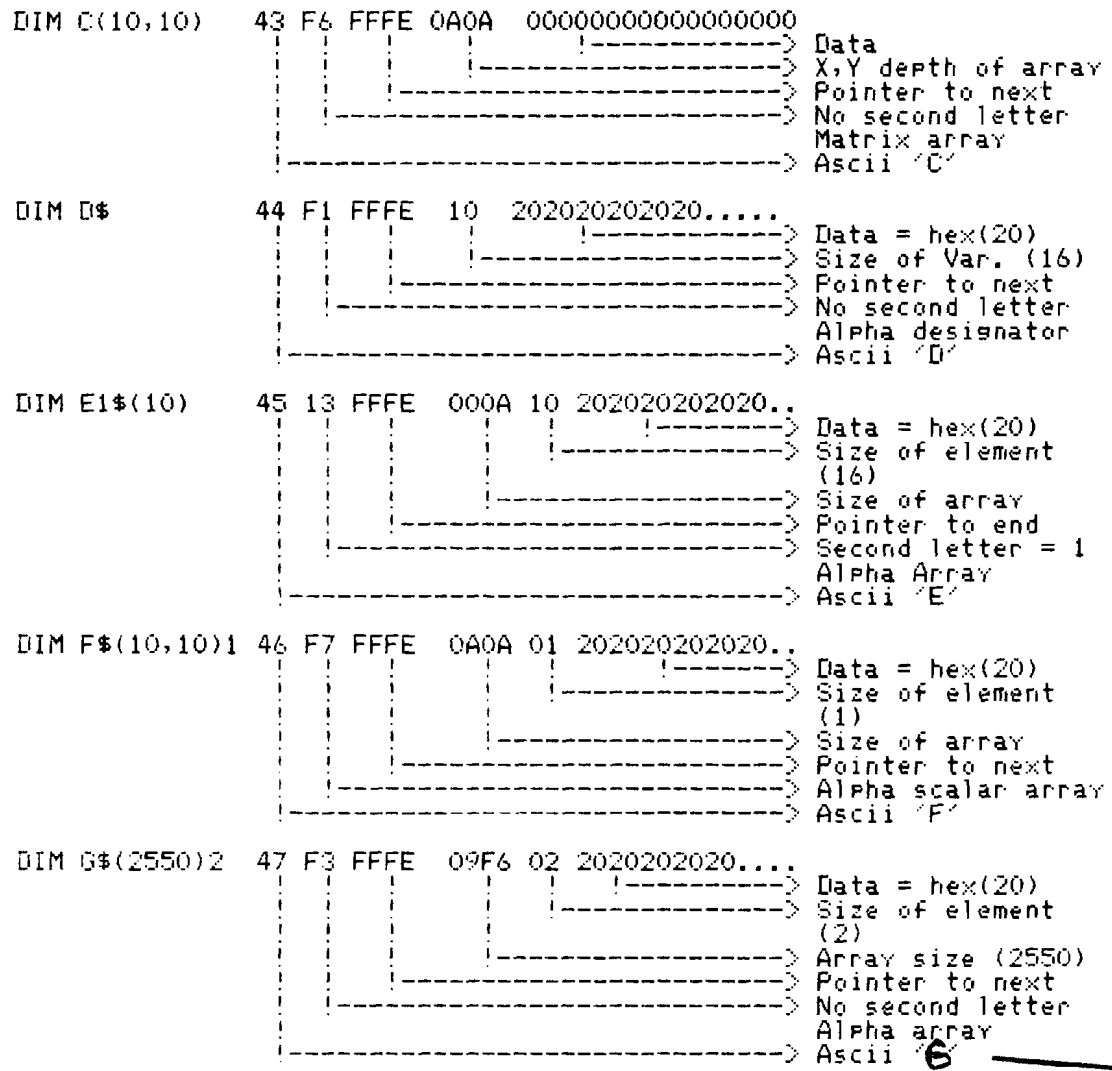 DIM C(10,10) 43 F6 FFFE 0A0A 00000000000000000
Data
X,Y depth of array
Pointer to next
No second letter
Matrix array
Ascii 'C'
DIM D$ 44 F1 FFFE 10 202020202020.....
Data = hex(20)
Size of Var. (16)
Pointer to next
No second letter
Alpha designator
Ascii 'D'
DIM E1$(10) 45 13 FFFE 000A 10 202020202020..
Data = hex(20)
Size of element
(16)
Size of array
Pointer to end
Second letter = 1
Alpha Array
Ascii 'E'
DIM F$(10,10)1 46 F7 FFFE 0A0A 01 202020202020..
Data = hex(20)
Size of element
(1)
Size of array
Pointer to next
Alpha scalar array
Ascii 'F'
DIM G$(2550)2 47 F3 FFFE 09F6 02 2020202020....
Data = hex(20)
Size of element
(2)
Array size (2550)
Pointer to next
No second letter
Alpha array
Ascii 'G'